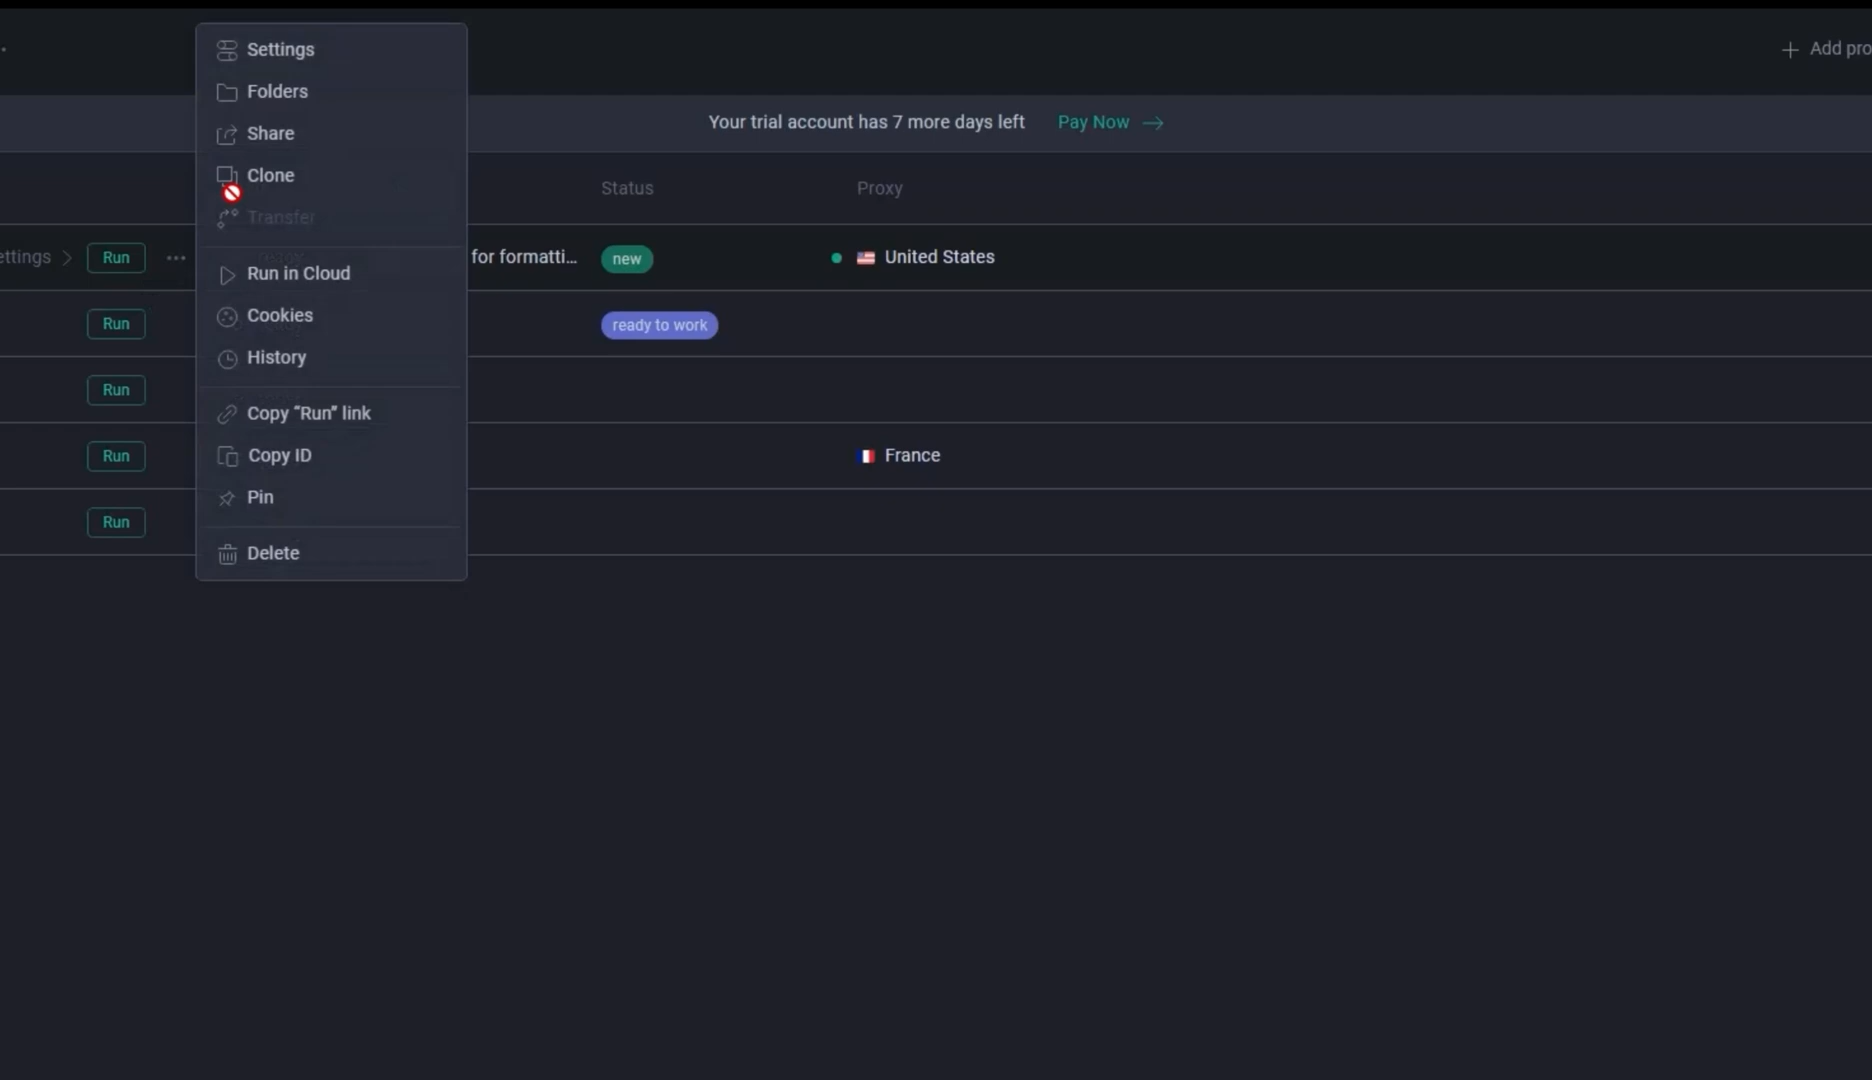 Settings
Add pro
Folders
Your trial account has 7 more days left Pay Now
Share
Clone
Status Proxy
Transfer
ettings Run for formatti... new United States
Run in Cloud
Run ready to work
Cookies
History
Run
Copy "Run" link
Run France
Copy ID
Pin
Run
Delete